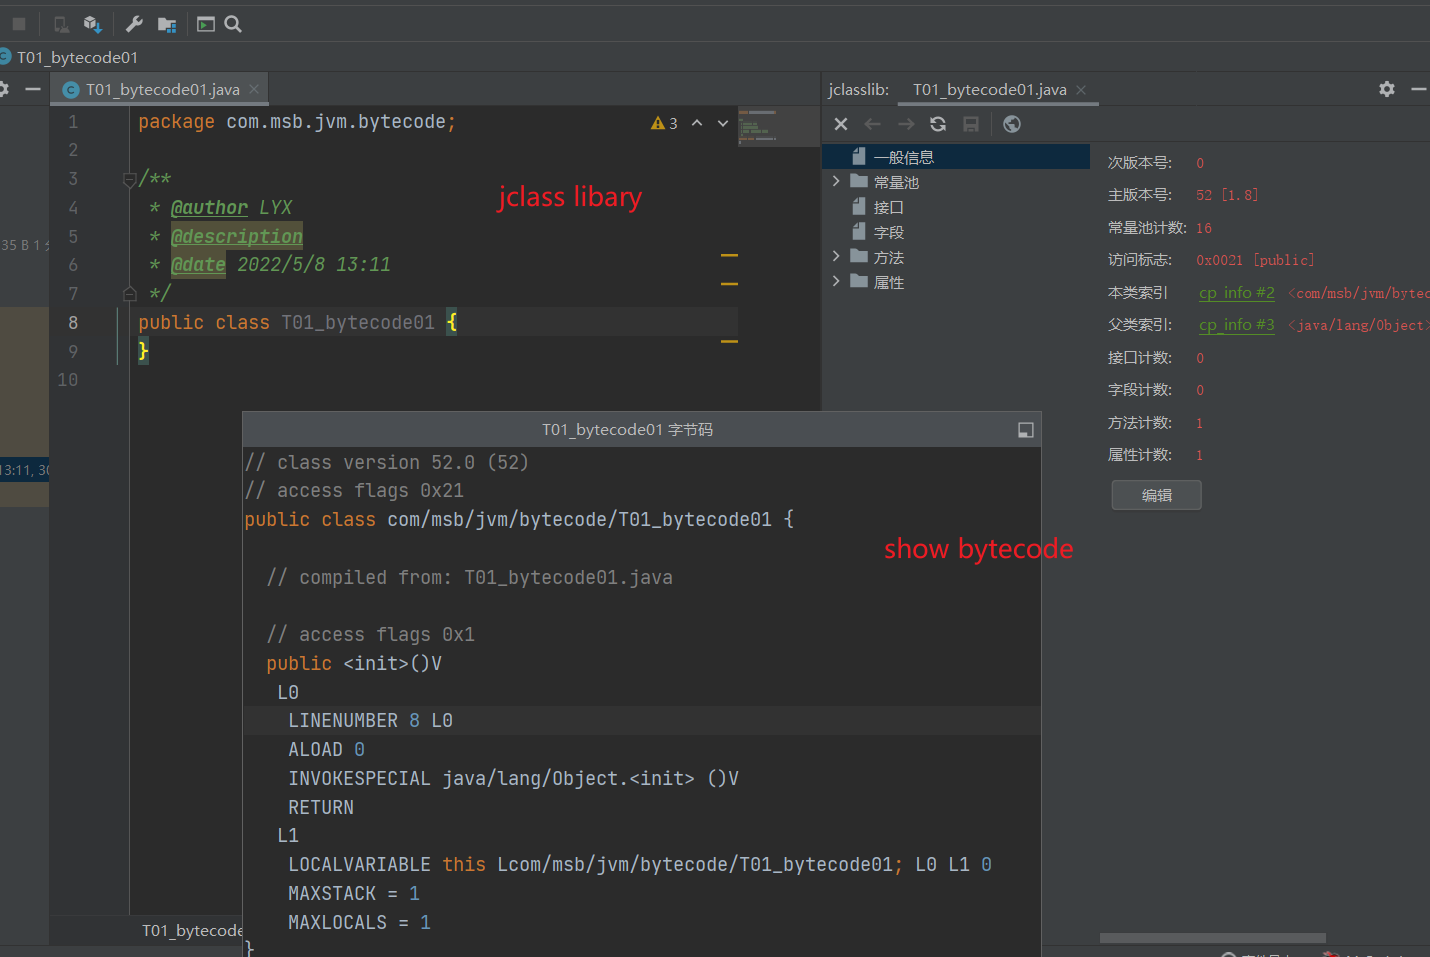 T01_bytecode01
T01_bytecode01.java
jclasslib: T01_bytecode01.java
1 package com.msb.jvm.bytecode; 3
2
3 /**
4 * @author LYX
5 * @description
6 * @date 2022/5/8 13:11
7 */
8 public class T01_bytecode01 {
9 }
10
jclass libary
35 B 1
13:11, 30
一般信息
常量池
接口
字段
方法
属性
次版本号: 0
主版本号: 52 [1.8]
常量池计数: 16
访问标志: 0x0021 [public]
本类索引 cp_info #2 <com/msb/jvm/bytec
父类索引: cp_info #3 <java/lang/Object>
接口计数: 0
字段计数: 0
方法计数: 1
属性计数: 1
编辑
T01_bytecode01 字节码
// class version 52.0 (52)
// access flags 0x21
public class com/msb/jvm/bytecode/T01_bytecode01 {
show bytecode
// compiled from: T01_bytecode01.java
// access flags 0x1
public <init>()V
L0
LINENUMBER 8 L0
ALOAD 0
INVOKESPECIAL java/lang/Object.<init> ()V
RETURN
L1
LOCALVARIABLE this Lcom/msb/jvm/bytecode/T01_bytecode01; L0 L1 0
MAXSTACK = 1
MAXLOCALS = 1
}
T01_bytecode